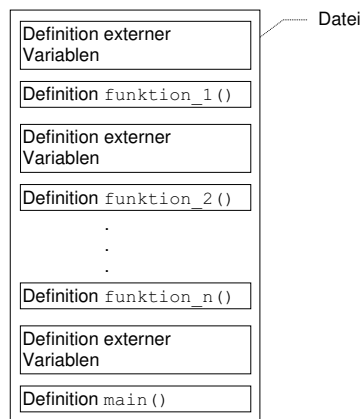 Datei
Definition externer
Variablen
Definition funktion_1()
Definition externer
Variablen
Definition funktion_2()
.
.
.
Definition funktion_n()
Definition externer
Variablen
Definition main()